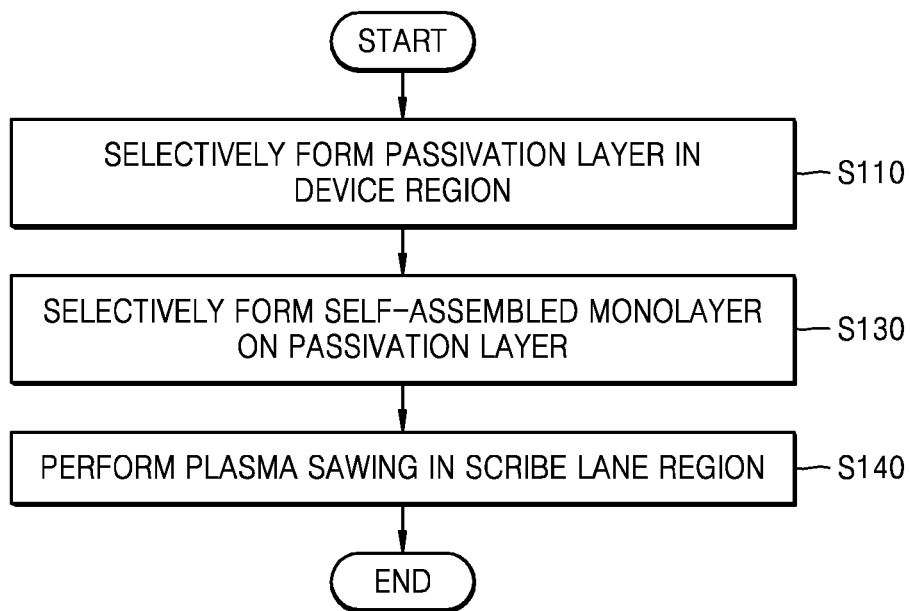 START
SELECTIVELY FORM PASSIVATION LAYER IN
DEVICE REGION
S110
SELECTIVELY FORM SELF-ASSEMBLED MONOLAYER
ON PASSIVATION LAYER
S130
PERFORM PLASMA SAWING IN SCRIBE LANE REGION
S140
END